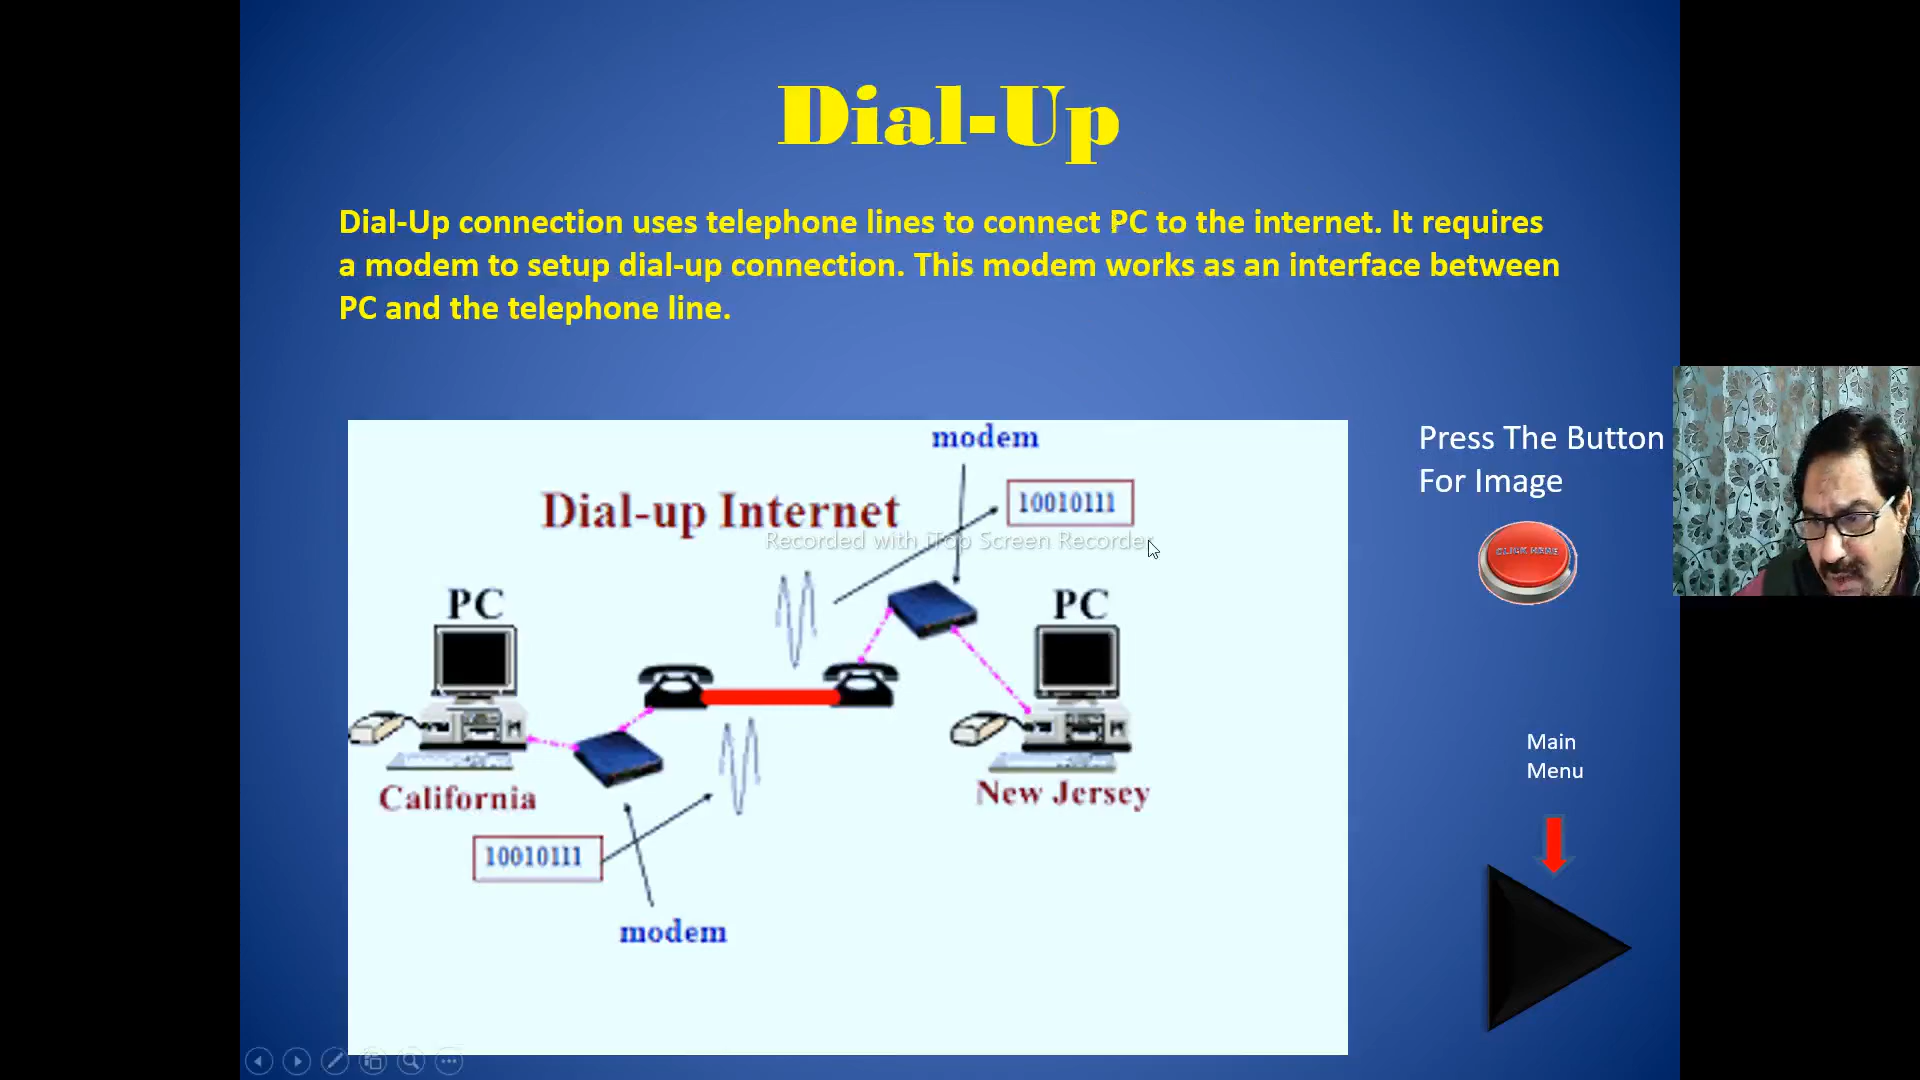 Dial-Up
Dial-Up connection uses telephone lines to connect PC to the internet. It requires
a modem to setup dial-up connection. This modem works as an interface between
PC and the telephone line.
modem
Dial-up Internet
10010111
Recorded with iTop Screen Recorder
PC
PC
California
New Jersey
10010111
modem
Press The Button
For Image
CLICK HERE
Main
Menu